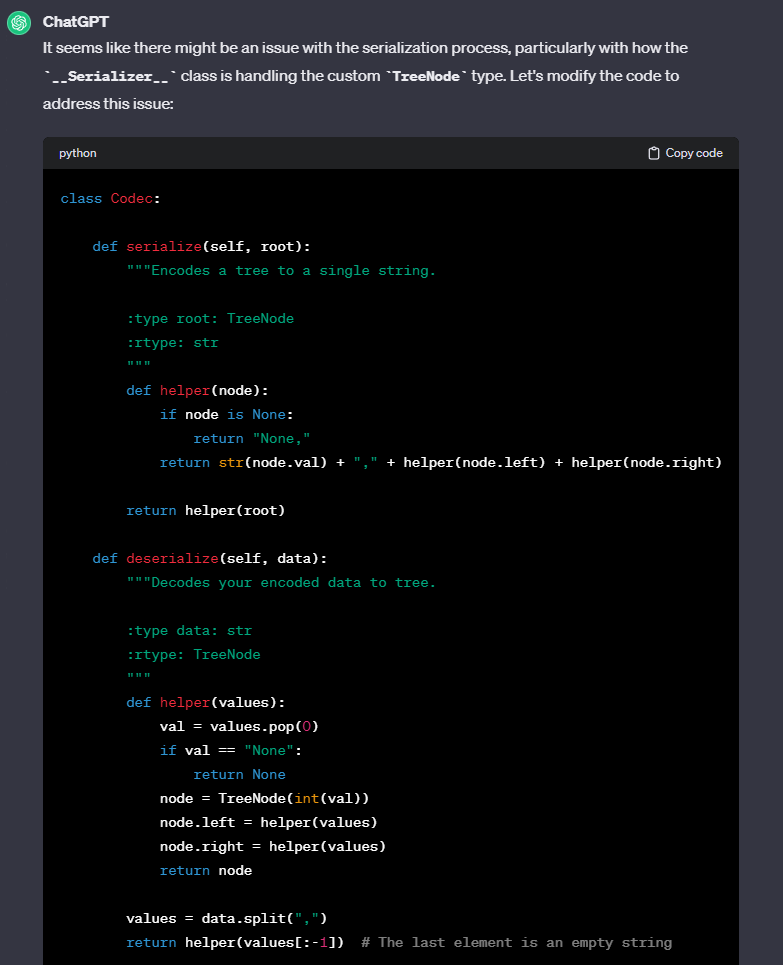 ChatGPT
It seems like there might be an issue with the serialization process, particularly with how the
`__Serializer__` class is handling the custom `TreeNode` type. Let's modify the code to
address this issue:
python Copy code
class Codec:
    def serialize(self, root):
        """Encodes a tree to a single string.
        :type root: TreeNode
        :rtype: str
        """
        def helper(node):
            if node is None:
                return "None,"
            return str(node.val) + "," + helper(node.left) + helper(node.right)
        return helper(root)
    def deserialize(self, data):
        """Decodes your encoded data to tree.
        :type data: str
        :rtype: TreeNode
        """
        def helper(values):
            val = values.pop(0)
            if val == "None":
                return None
            node = TreeNode(int(val))
            node.left = helper(values)
            node.right = helper(values)
            return node
        values = data.split(",")
        return helper(values[:-1])  # The last element is an empty string